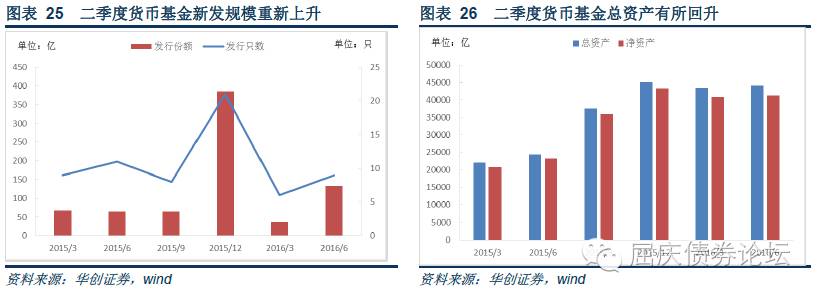 图表 25 二季度货币基金新发规模重新上升
单位：亿
发行份额
发行只数
单位：只
450
400
350
300
250
200
150
100
50
0
25
20
15
10
5
0
2015/3
2015/6
2015/9
2015/12
2016/3
2016/6
资料来源：华创证券，wind
图表 26 二季度货币基金总资产有所回升
单位：亿
总资产
净资产
50000
45000
40000
35000
30000
25000
20000
15000
10000
5000
0
2015/3
2015/6
屈庆债券论坛
资料来源：华创证券，wind